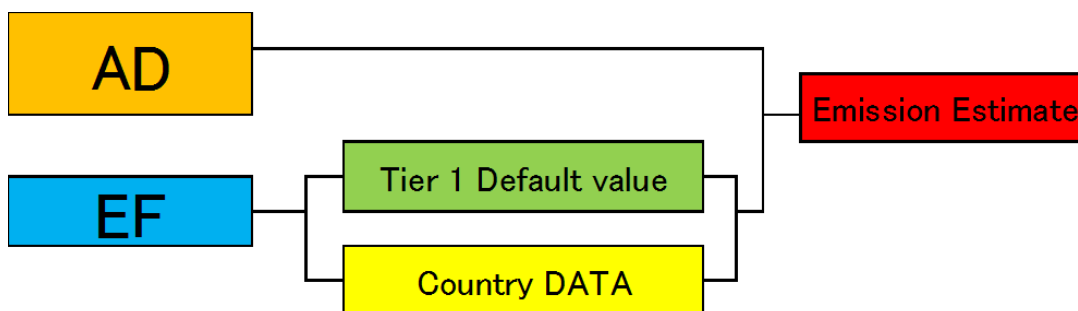 AD
Emission Estimate
Tier 1 Default value
EF
Country DATA